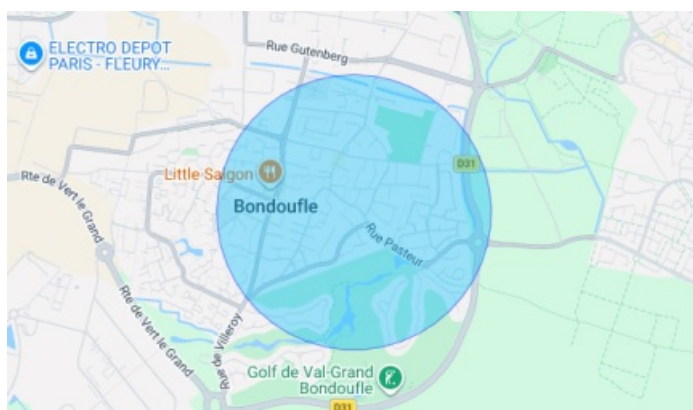 ELECTRO DEPOT
PARIS - FLEURY...
Rue Gutenberg
Little Saigon
D31
Rte de Vert le Grand
Bondoufle
Rue Pasteur
Rte de Vert le Grand
Rue de Villeroy
Golf de Val-Grand
Bondoufle
D31